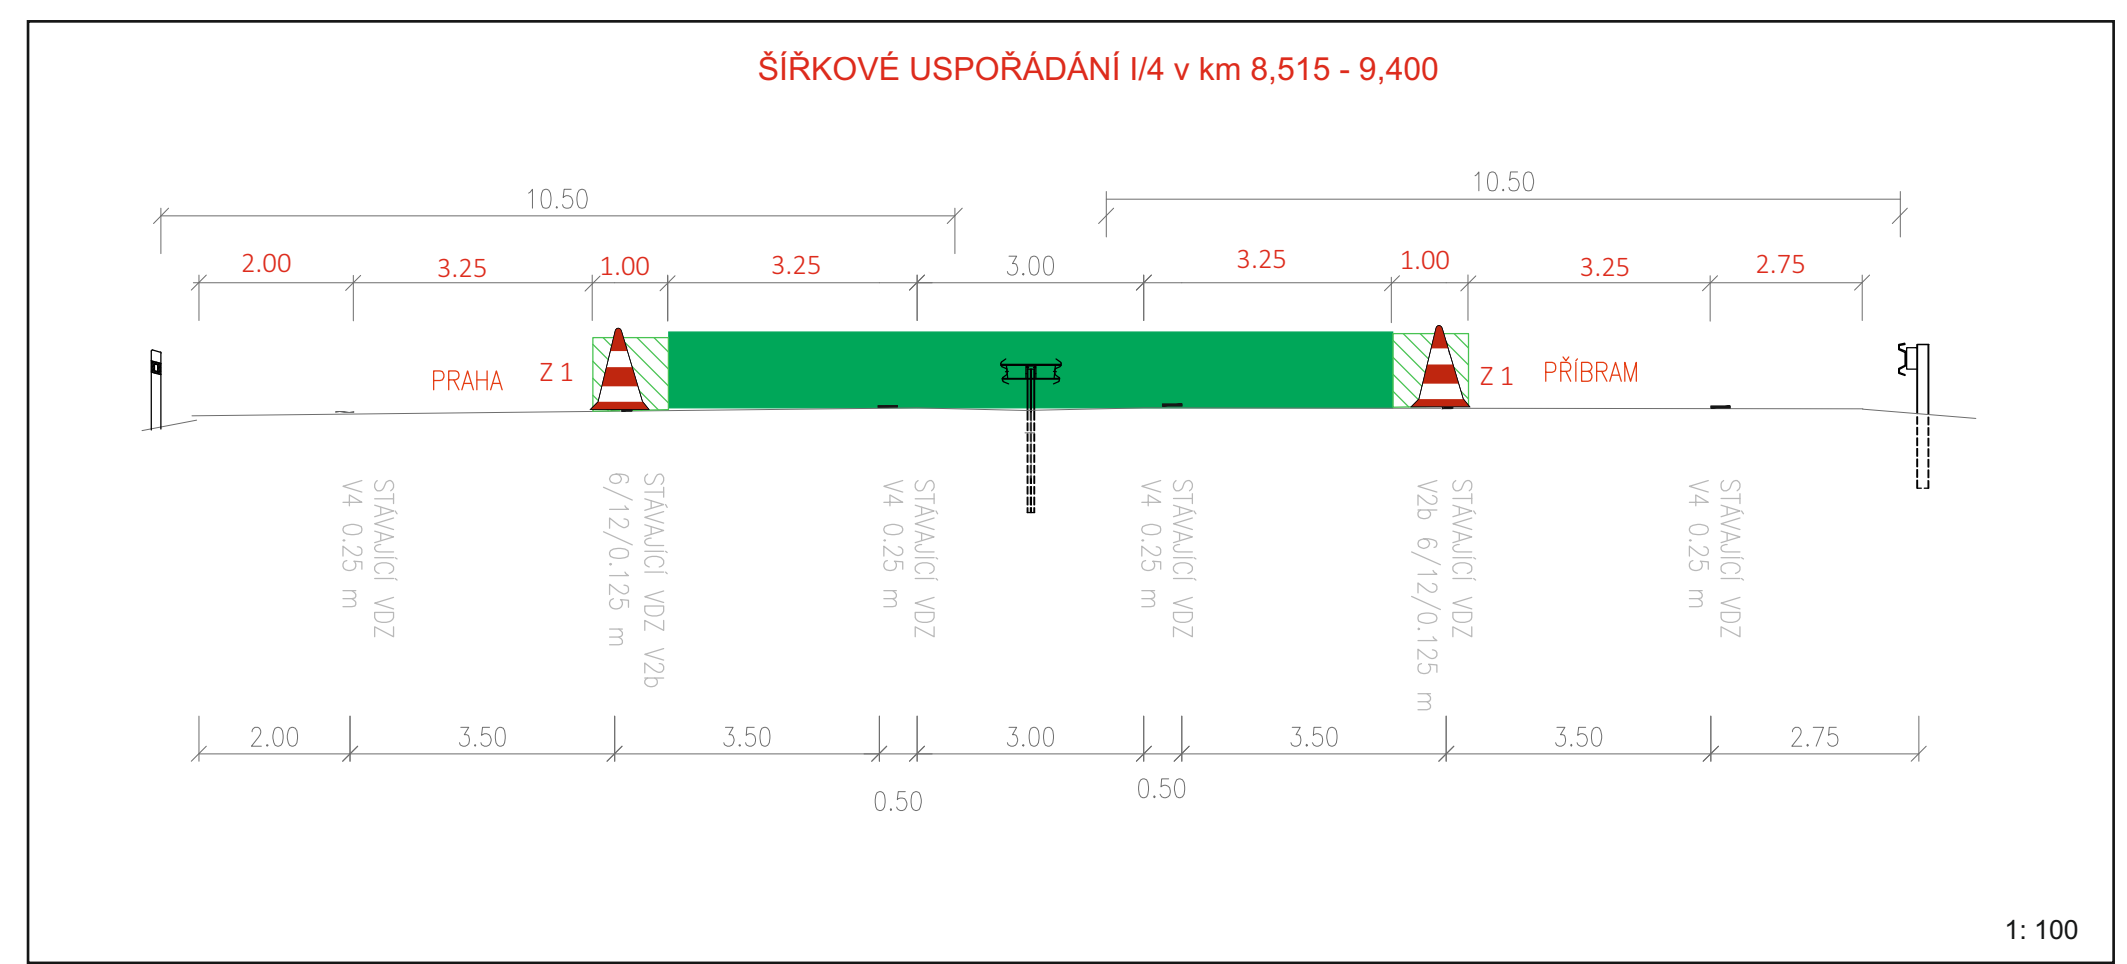 ŠÍŘKOVÉ USPOŘÁDÁNÍ I/4 v km 8,515 - 9,400
10.50
10.50
2.00
3.25
1.00
3.25
3.00
3.25
1.00
3.25
2.75
PRAHA
Z 1
Z 1
PŘÍBRAM
STÁVAJÍCÍ VDZ
V4 0.25 m
STÁVAJÍCÍ VDZ V2b
6/12/0.125 m
STÁVAJÍCÍ VDZ
V4 0.25 m
STÁVAJÍCÍ VDZ
V4 0.25 m
STÁVAJÍCÍ VDZ
V2b 6/12/0.125 m
STÁVAJÍCÍ VDZ
V4 0.25 m
2.00
3.50
3.50
3.00
3.50
3.50
2.75
0.50
0.50
1: 100